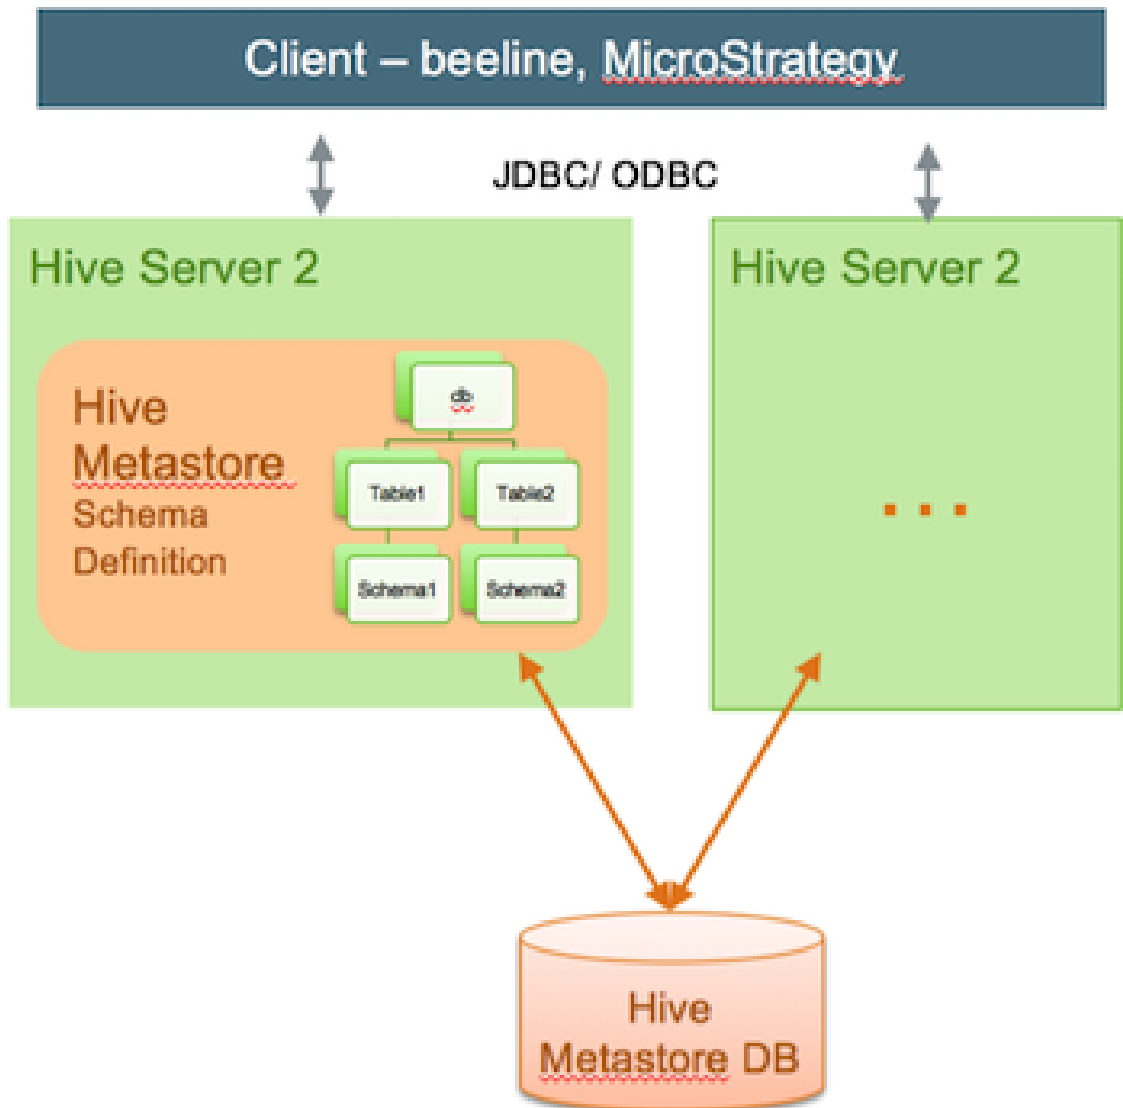 Client – beeline, MicroStrategy
JDBC/ ODBC
Hive Server 2
Hive
Metastore
Schema
Definition
db
Table1
Table2
Schema1
Schema2
Hive Server 2
...
Hive
Metastore DB